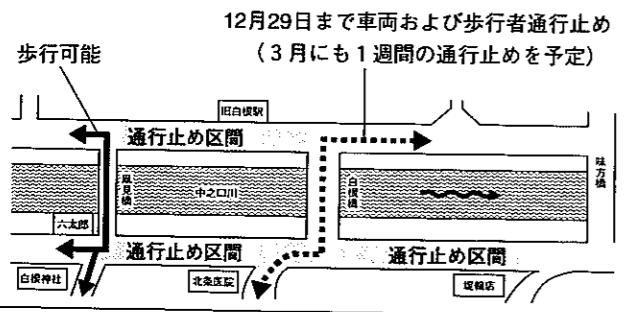 12月29日まで車両および歩行者通行止め
(3月にも1週間の通行止めを予定)
歩行可能
旧白根駅
通行止め区間
凰見橋
中之口川
白根橋
味方橋
六太郎
通行止め区間
通行止め区間
白根神社
北条医院
堤輪店